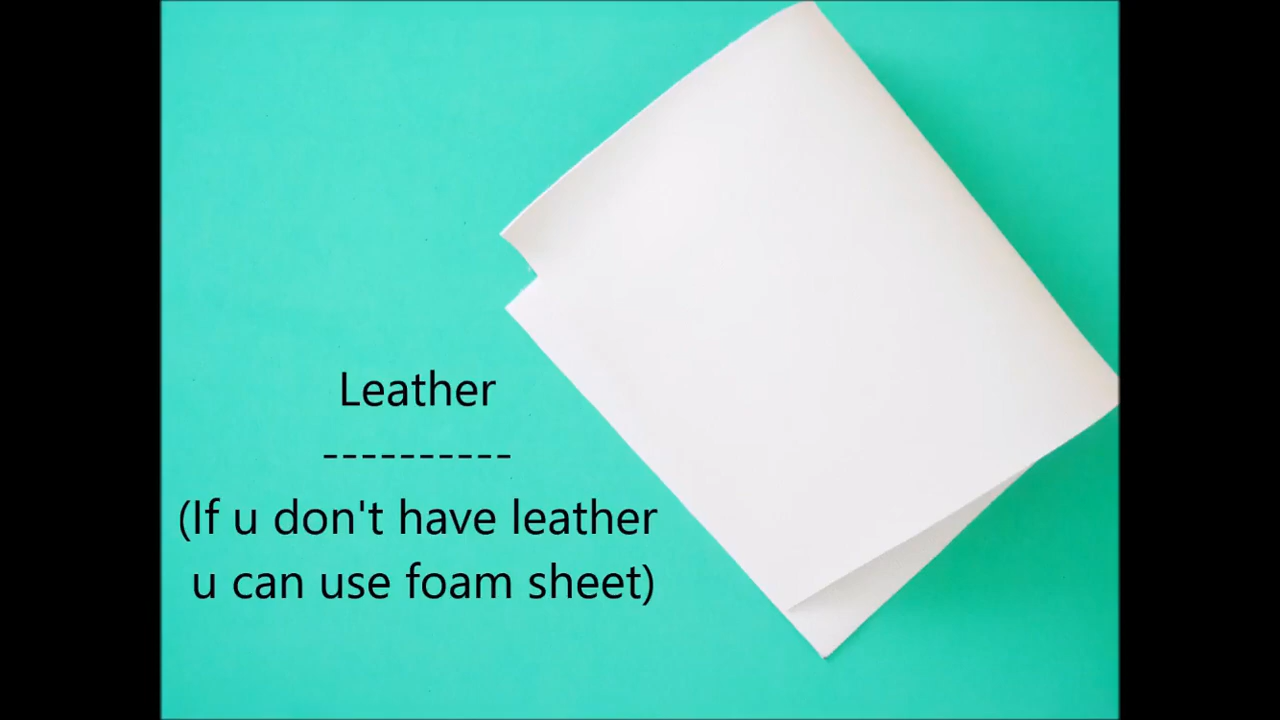 Leather
----------
(If u don't have leather
u can use foam sheet)